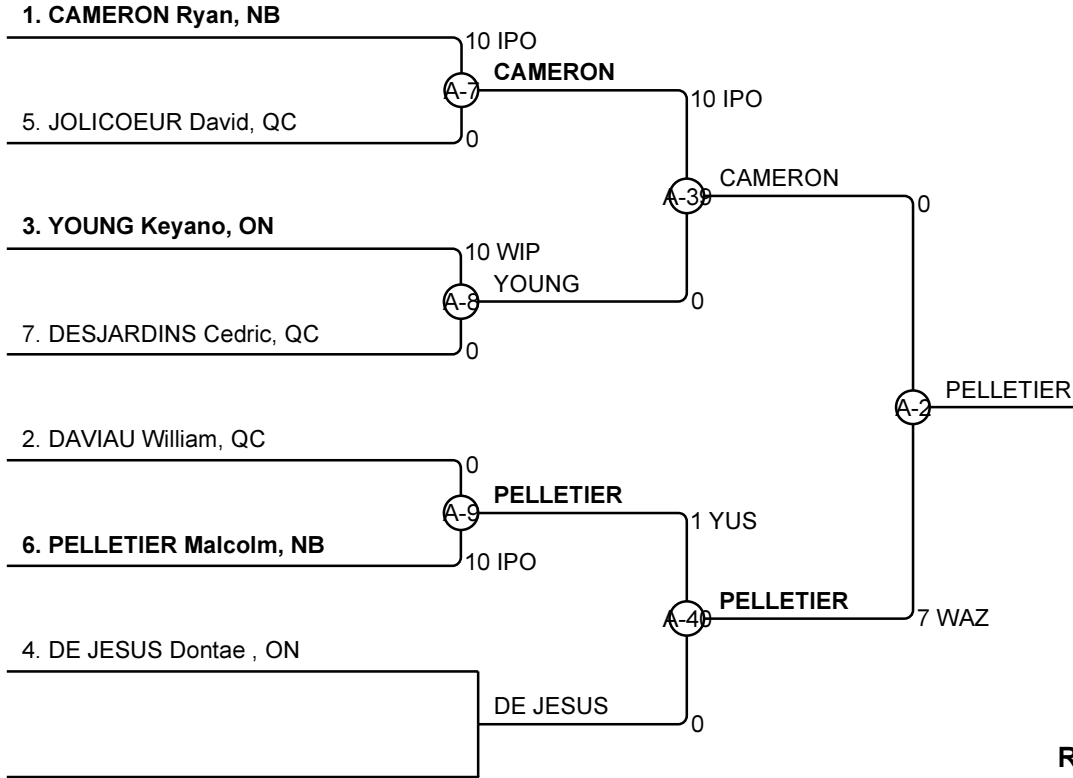 1. CAMERON Ryan, NB
10 IPO
CAMERON
A-7
5. JOLICOEUR David, QC
0
10 IPO
CAMERON
A-39
0
3. YOUNG Keyano, ON
10 WIP
YOUNG
A-8
0
7. DESJARDINS Cedric, QC
0
PELLETIER
A-2
2. DAVIAU William, QC
0
PELLETIER
A-9
1 YUS
6. PELLETIER Malcolm, NB
10 IPO
PELLETIER
A-40
7 WAZ
4. DE JESUS Dontae , ON
DE JESUS
0
R